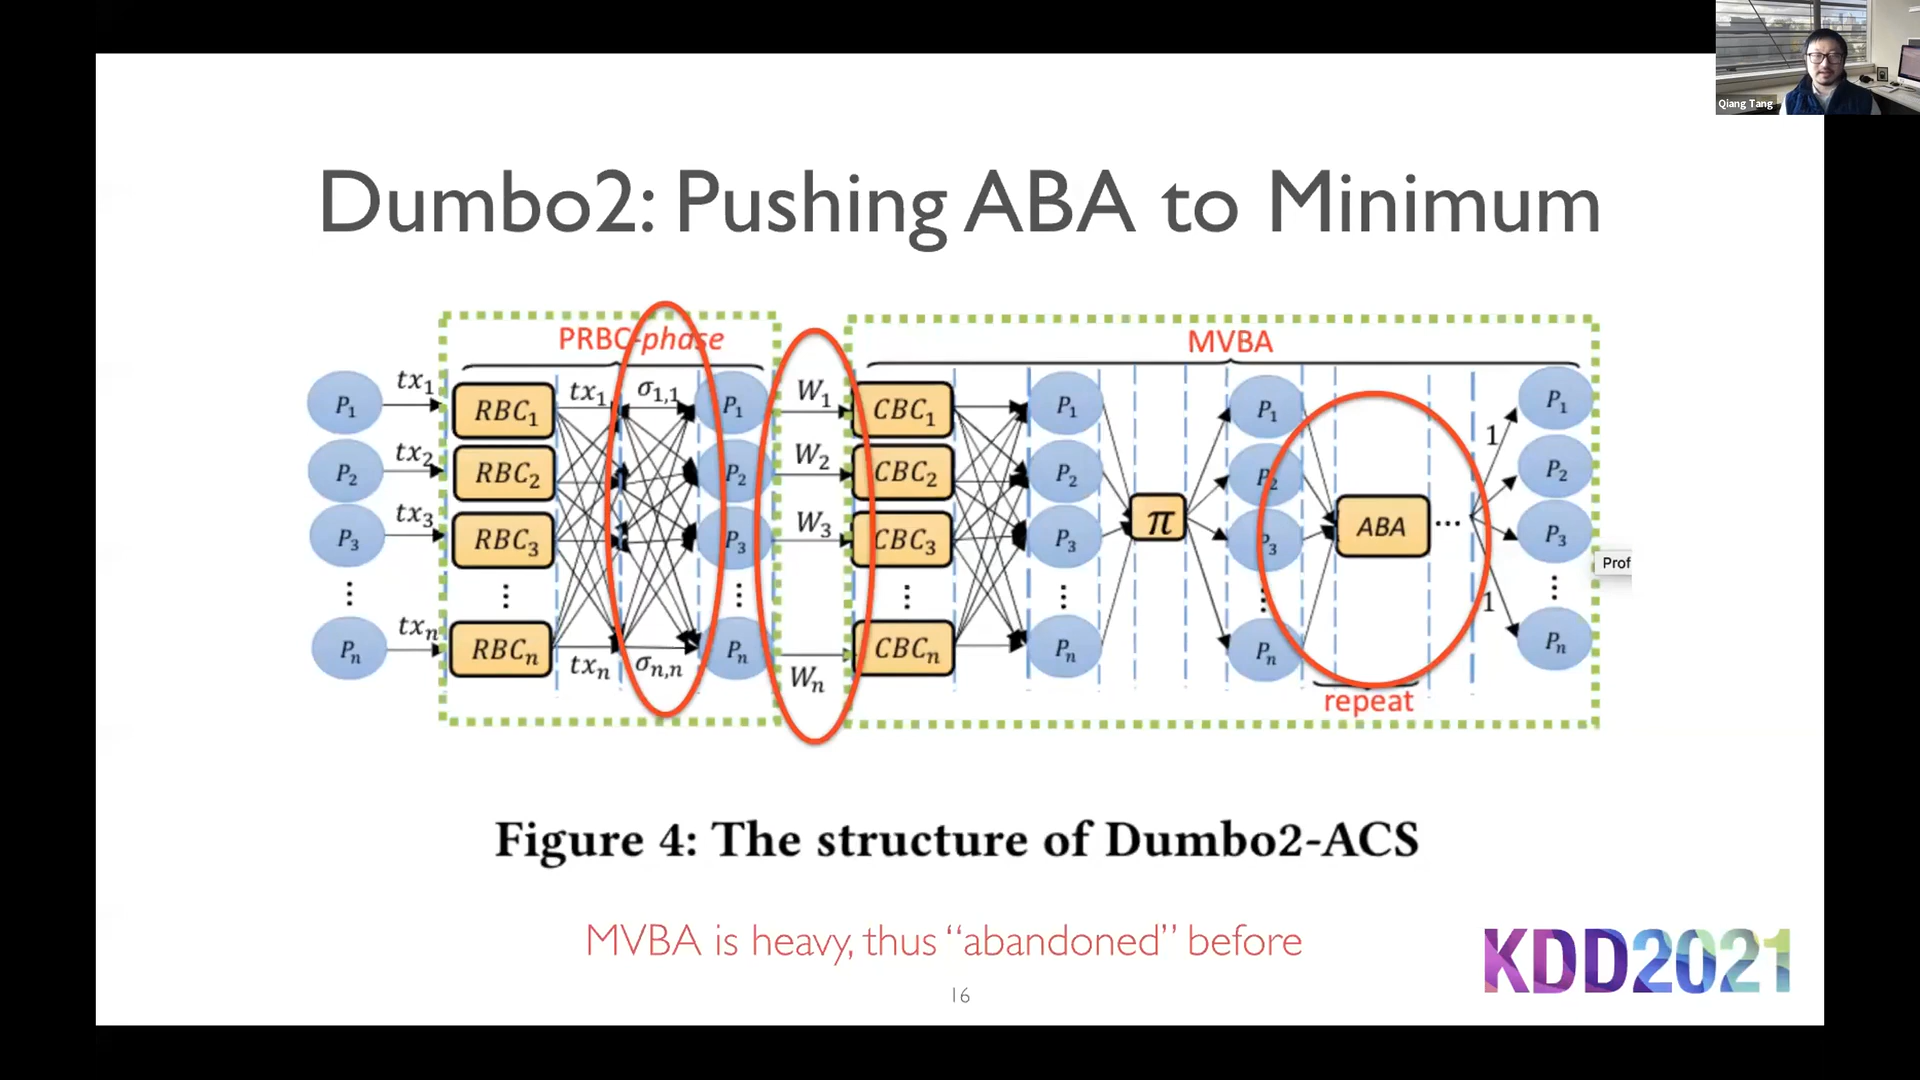 Qiang Tang
Dumbo2: Pushing ABA to Minimum
PRBC-phase
MVBA
P1 tx1 RBC1 tx1 σ1,1 P1 W1 CBC1 P1 P1 1 P1
P2 tx2 RBC2 P2 W2 CBC2 P2 P2 P2
P3 tx3 RBC3 P3 W3 CBC3 P3 π P3 ABA ... P3
Prof
⋮ ⋮ ⋮ ⋮ ⋮ ⋮ 1 ⋮
Pn txn RBCn txn σn,n Pn Wn CBCn Pn Pn Pn
repeat
Figure 4: The structure of Dumbo2-ACS
MVBA is heavy, thus “abandoned” before
16
KDD2021